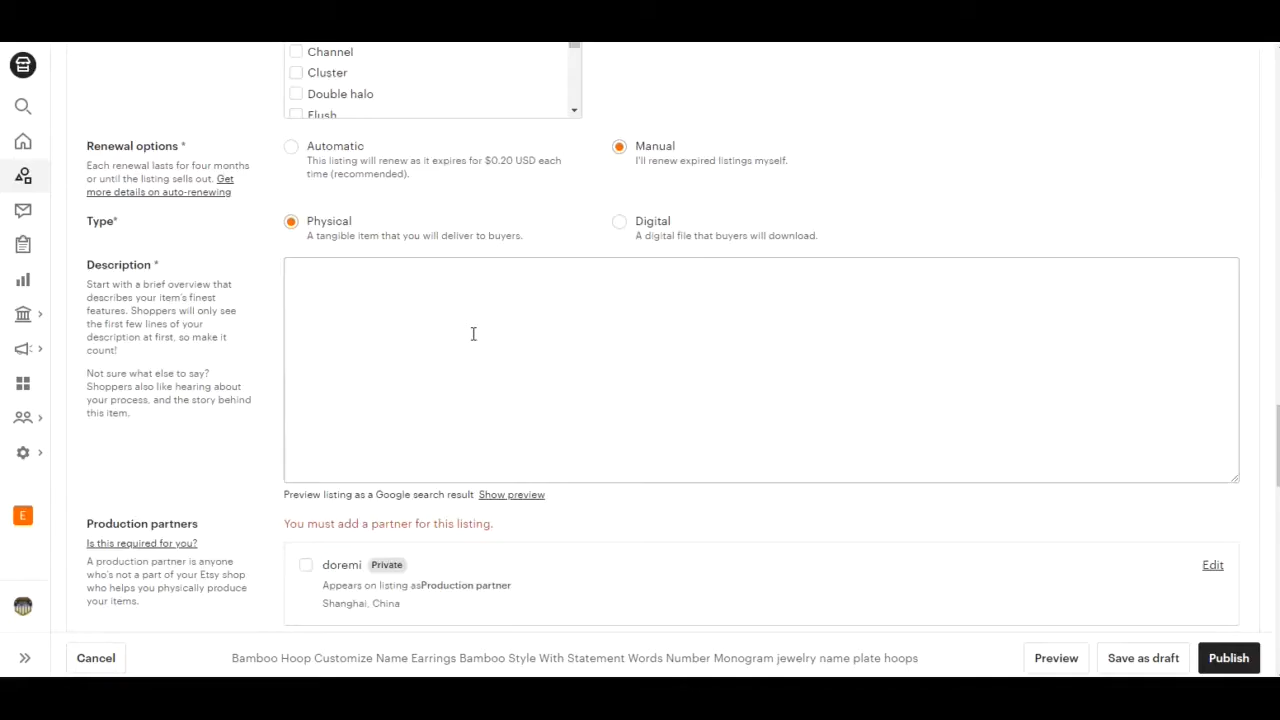 Channel
Cluster
Double halo
Flush
Renewal options *
Each renewal lasts for four months
or until the listing sells out. Get
more details on auto-renewing
Automatic
This listing will renew as it expires for $0.20 USD each
time (recommended).
Manual
I'll renew expired listings myself.
Type*
Physical
A tangible item that you will deliver to buyers.
Digital
A digital file that buyers will download.
Description *
Start with a brief overview that
describes your item's finest
features. Shoppers will only see
the first few lines of your
description at first, so make it
count!
Not sure what else to say?
Shoppers also like hearing about
your process, and the story behind
this item.
Preview listing as a Google search result Show preview
Production partners
Is this required for you?
A production partner is anyone
who's not a part of your Etsy shop
who helps you physically produce
your items.
You must add a partner for this listing.
doremi Private
Edit
Appears on listing asProduction partner
Shanghai, China
E
Cancel
Bamboo Hoop Customize Name Earrings Bamboo Style With Statement Words Number Monogram jewelry name plate hoops
Preview
Save as draft
Publish